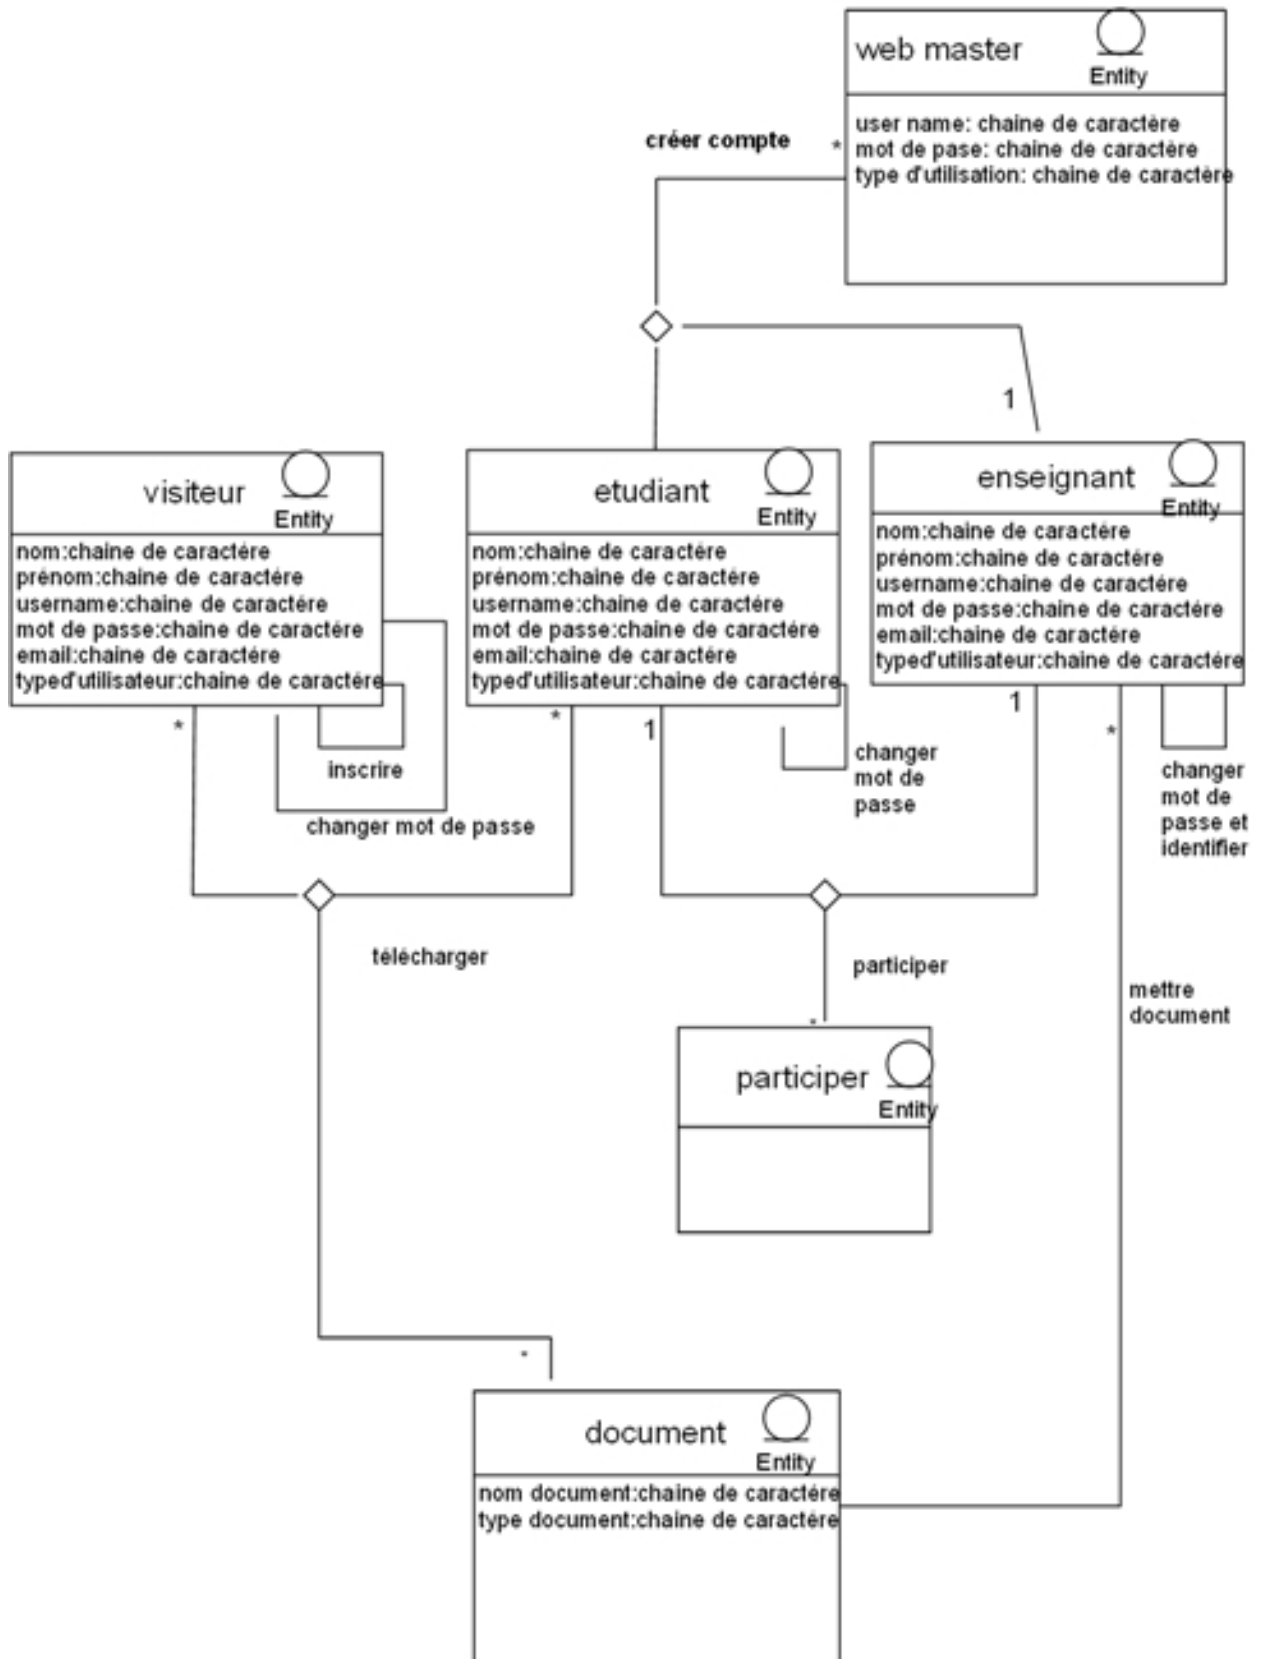 web master
Entity
user name: chaine de caractère
mot de pase: chaine de caractère
type d'utilisation: chaine de caractère
créer compte
*
1
visiteur
Entity
nom:chaine de caractére
prénom:chaine de caractére
username:chaine de caractére
mot de passe:chaine de caractére
email:chaine de caractére
typed'utilisateur:chaine de caractére
etudiant
Entity
nom:chaine de caractére
prénom:chaine de caractére
username:chaine de caractére
mot de passe:chaine de caractére
email:chaine de caractére
typed'utilisateur:chaine de caractére
enseignant
Entity
nom:chaine de caractére
prénom:chaine de caractére
username:chaine de caractére
mot de passe:chaine de caractére
email:chaine de caractére
typed'utilisateur:chaine de caractére
*
inscrire
changer mot de passe
*
1
changer
mot de
passe
1
*
changer
mot de
passe et
identifier
télécharger
participer
mettre
document
*
participer
Entity
*
document
Entity
nom document:chaine de caractére
type document:chaine de caractére